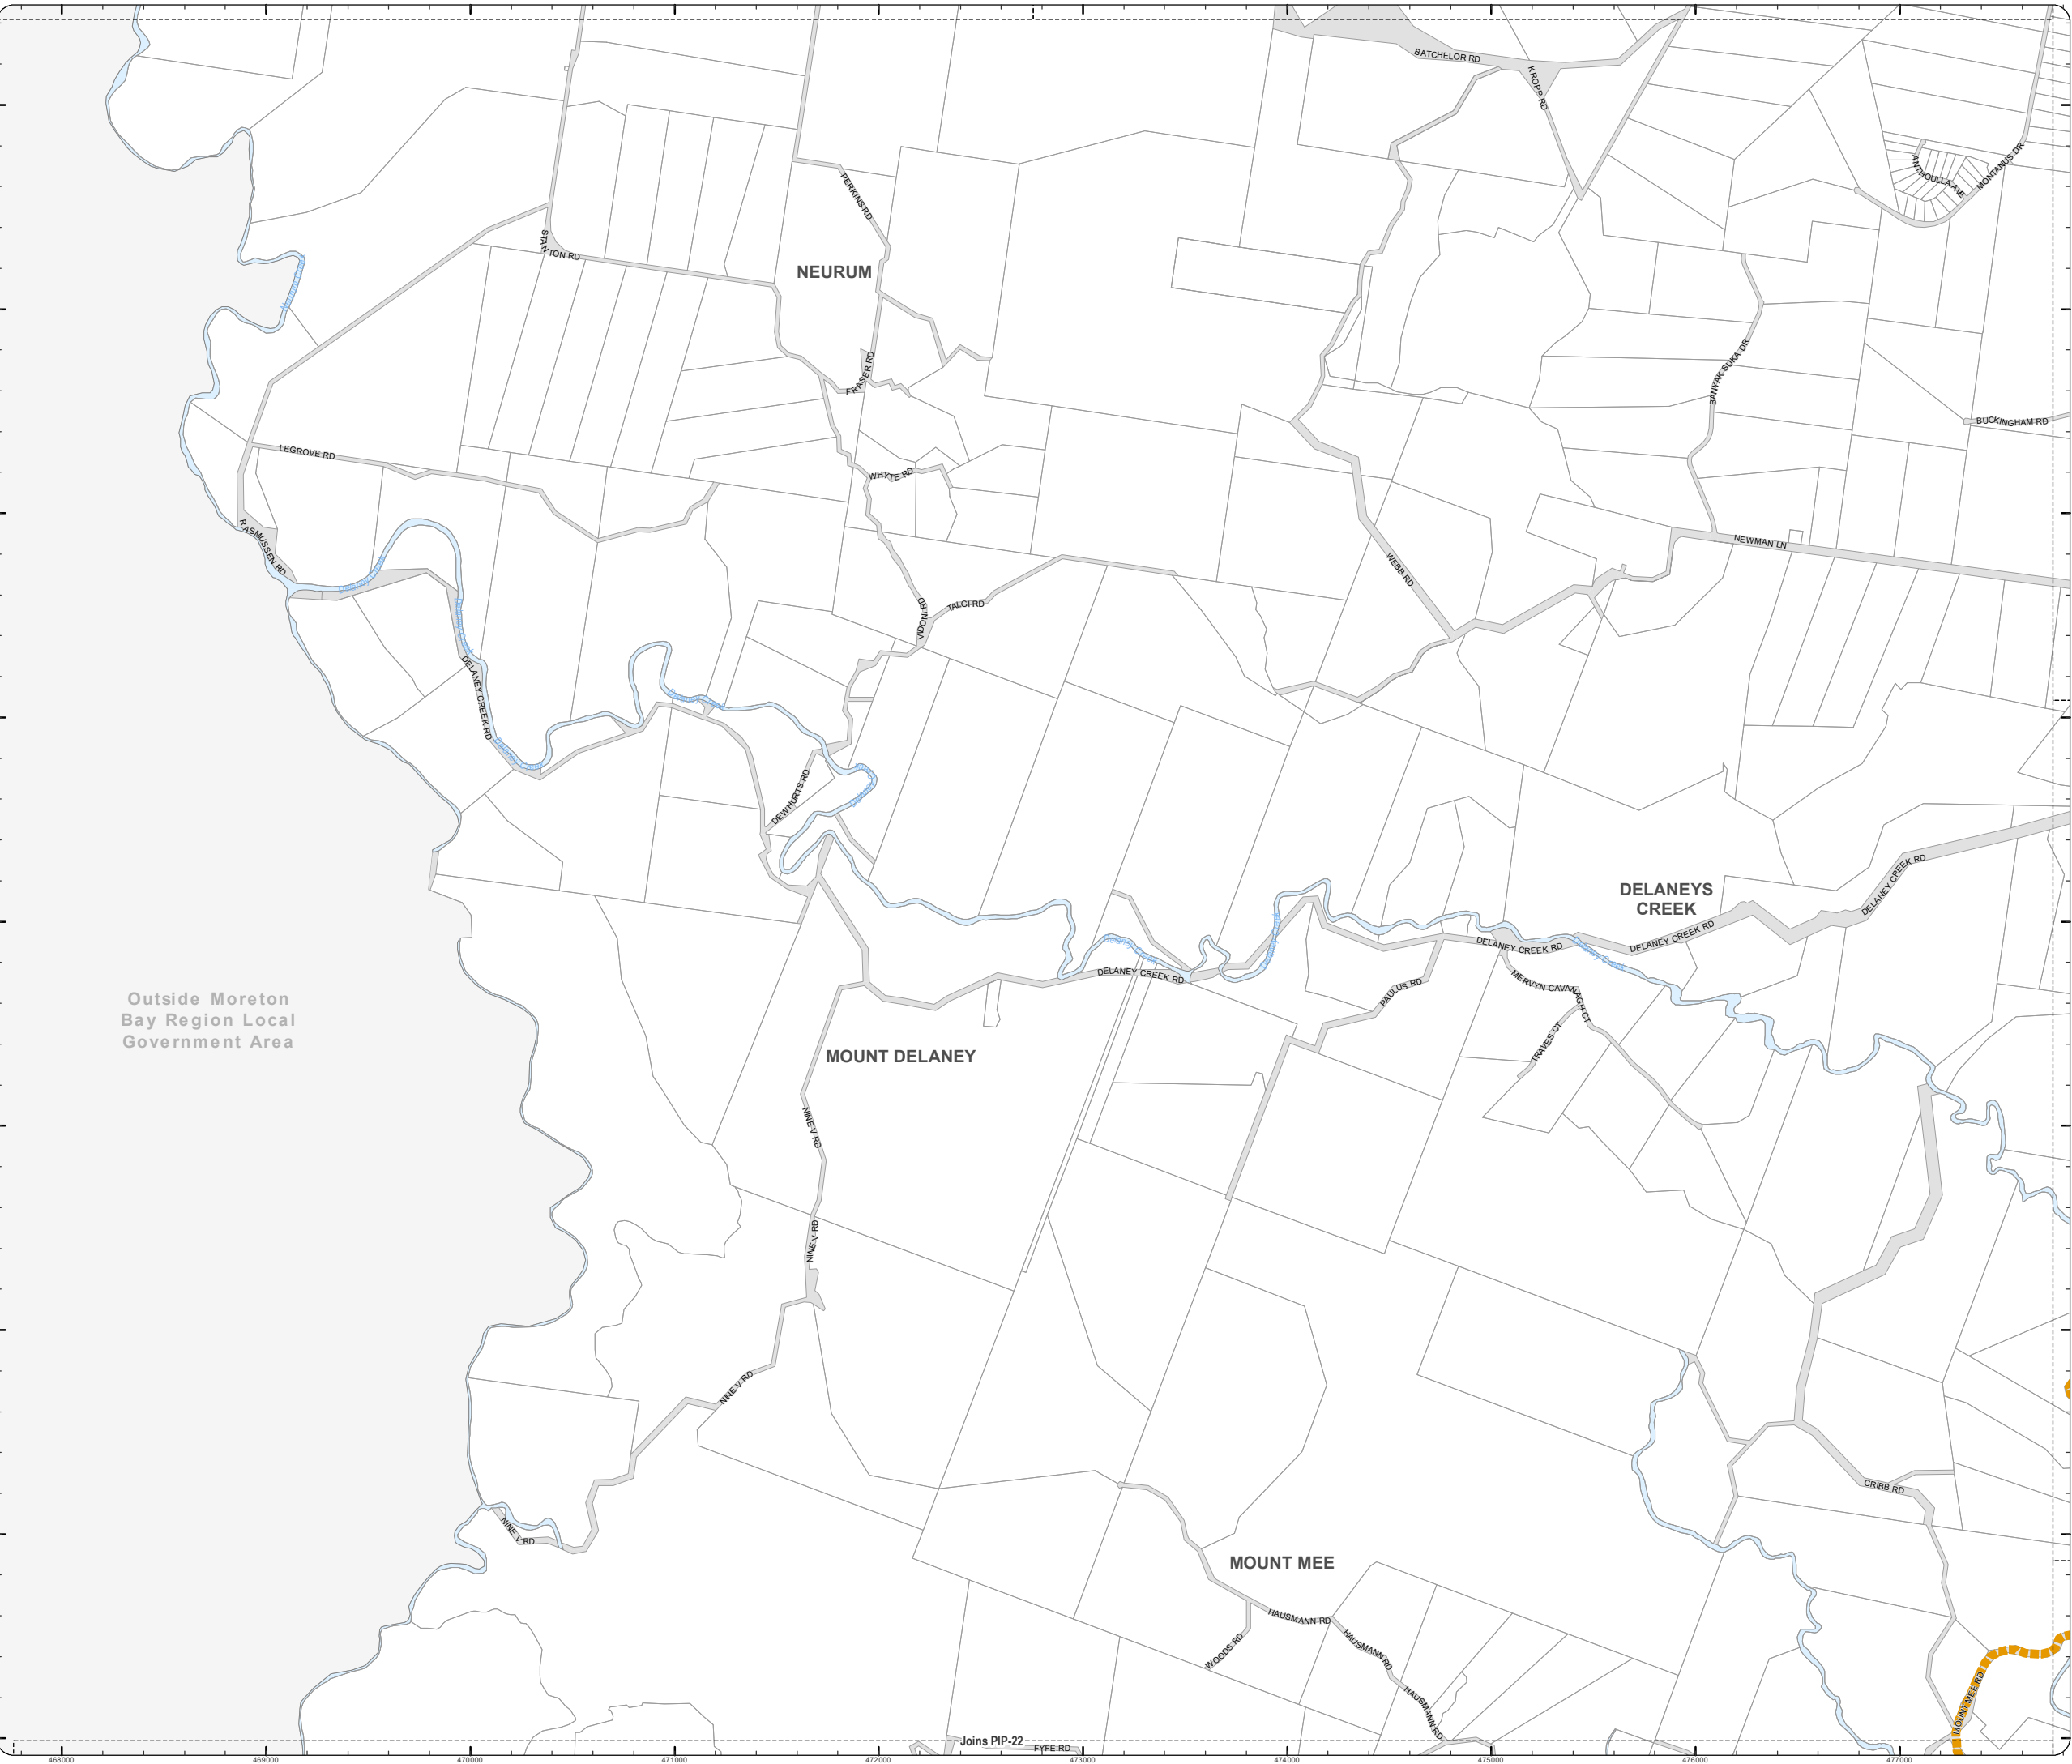 BATCHELOR RD
KROPP RD
ANTHOULLA AVE
MONTANUS DR
PERKINS RD
STANTON RD
NEURUM
BANYAK SUKA DR
FRASER RD
BUCKINGHAM RD
LEGROVE RD
WHYTE RD
RASMUSSEN RD
NEWMAN LN
WEBB RD
VIDONI RD
TALGI RD
DELANEY CREEK RD
DEWHURTS RD
DELANEYS
CREEK
DELANEY CREEK RD
DELANEY CREEK RD
DELANEY CREEK RD
DELANEY CREEK RD
MERVYN CAVANAGH CT
PAULUS RD
TRAVES CT
Outside Moreton
Bay Region Local
Government Area
MOUNT DELANEY
NINE V RD
NINE V RD
NINE V RD
NINE V RD
CRIBB RD
MOUNT MEE
HAUSMANN RD
HAUSMANN RD
HAUSMANN RD
WOODS RD
MOUNT MEE RD
Joins PIP-22
FYFE RD
468000 469000 470000 471000 472000 473000 474000 475000 476000 477000